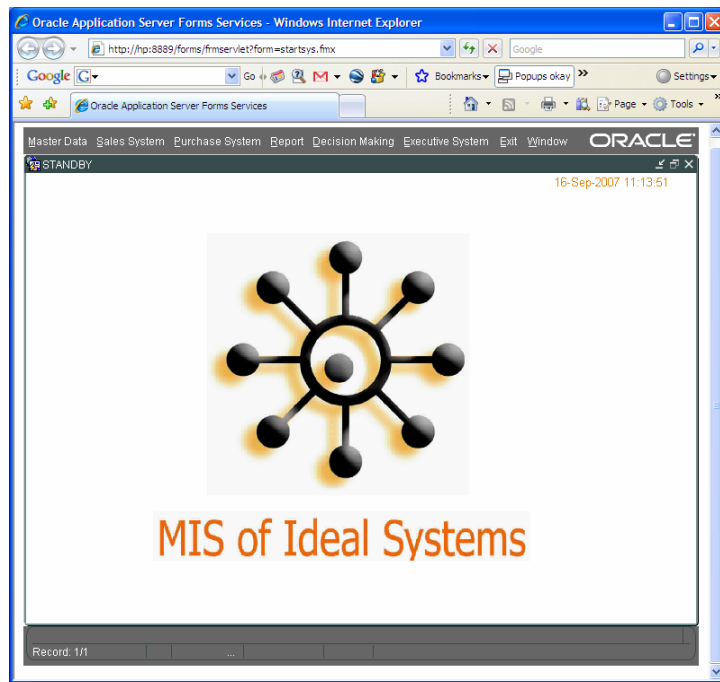 Oracle Application Server Forms Services - Windows Internet Explorer
http://hp:8889/forms/frmservlet?form=startsys.fmx
Google
Google G Go Bookmarks Popups okay » Settings
Oracle Application Server Forms Services Page Tools »
Master Data Sales System Purchase System Report Decision Making Executive System Exit Window ORACLE
STANDBY
16-Sep-2007 11:13:51
MIS of Ideal Systems
Record: 1/1 ...